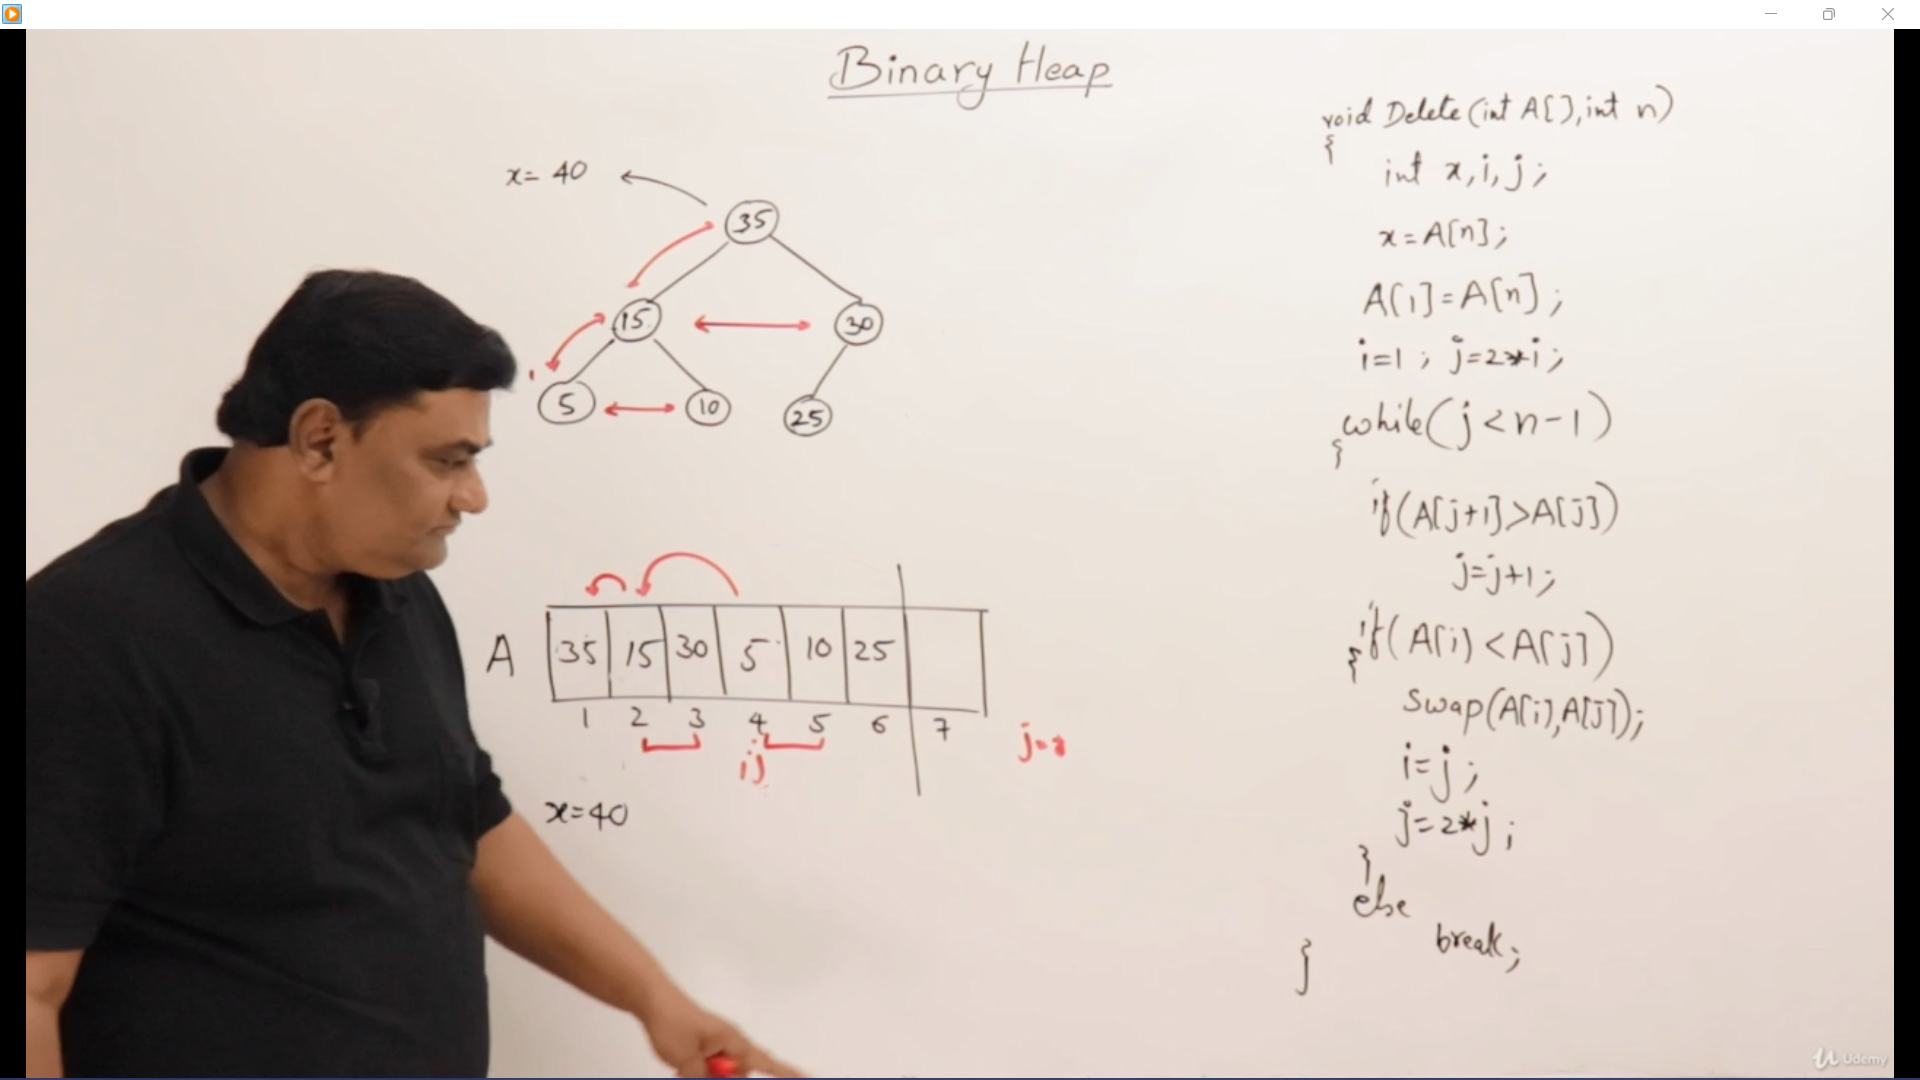 Binary Heap
x= 40
35
15
30
5
10
25
A
35 15 30 5 10 25
1 2 3 4 5 6 7
i j
x=40
void Delete(int A[],int n)
{
int x,i,j;
x=A[n];
A[1]=A[n];
i=1; j=2*i;
while(j<n-1)
{
if(A[j+1]>A[j])
j=j+1;
if(A[i]<A[j])
{
Swap(A[i],A[j]);
i=j;
j=2*j;
}
else
break;
}
Udemy